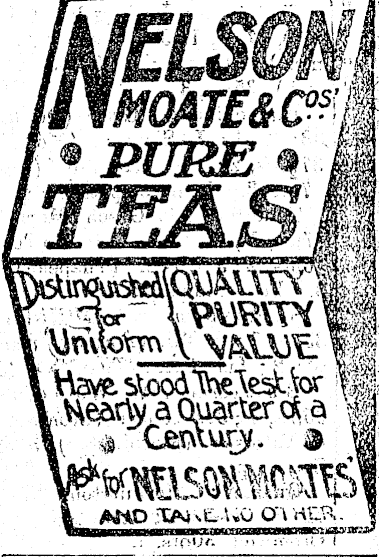 NELSON
MOATE & Cos'
PURE
TEAS
Distinguished QUALITY
for PURITY
Uniform VALUE
Have stood The Test for
Nearly a Quarter of a
Century.
Ask for NELSON MOATES'
AND TAKE NO OTHER.